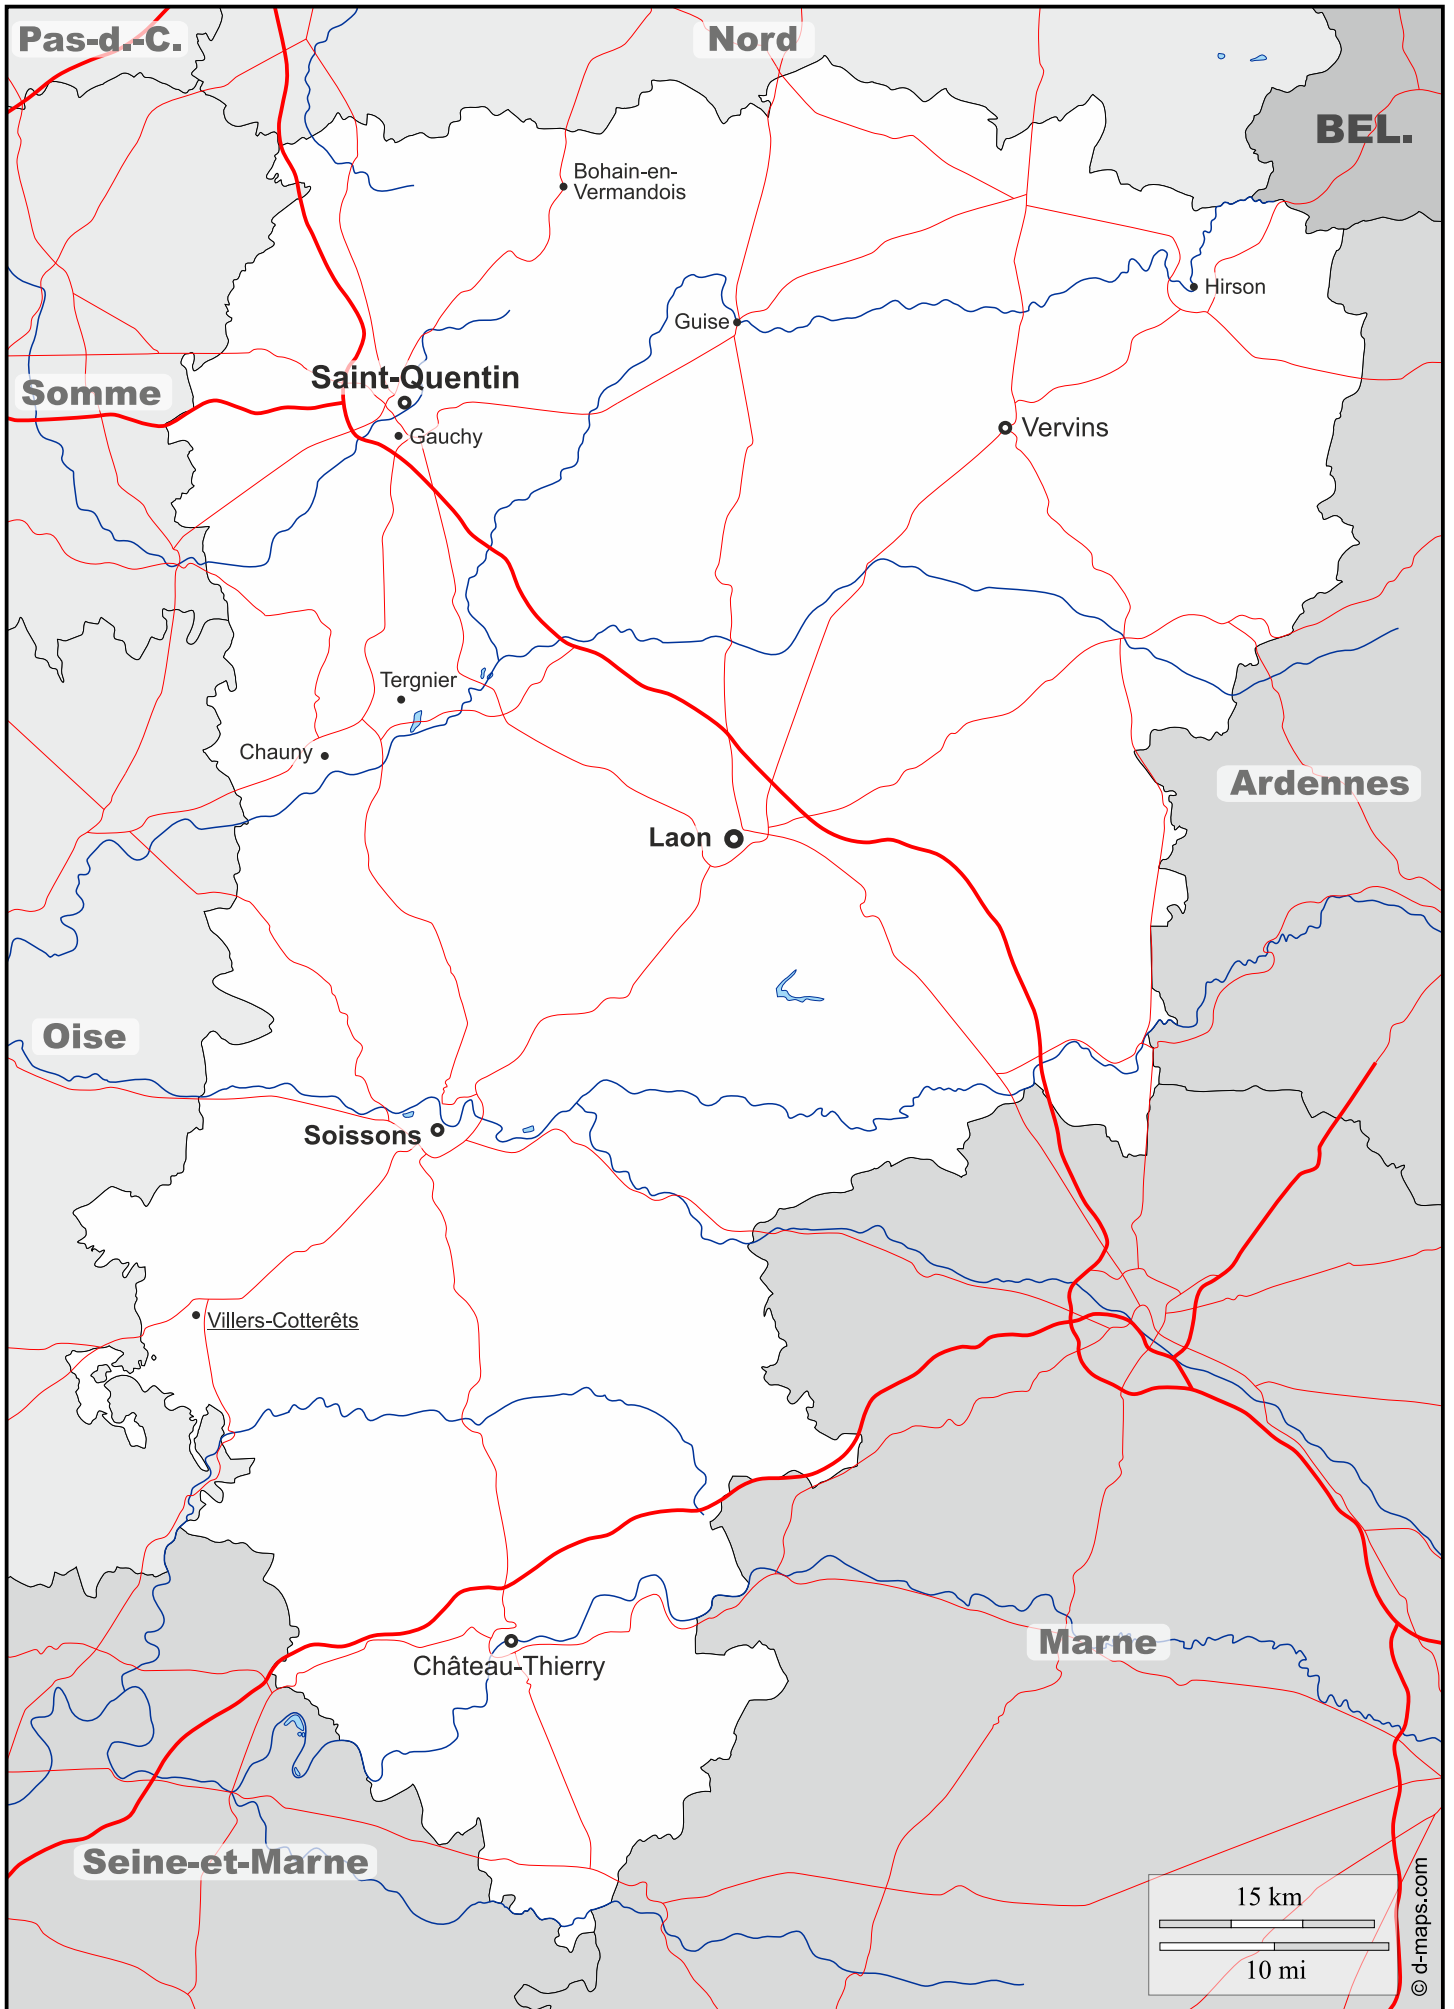 Pas-d.-C.
Nord
BEL.
Bohain-en-
Vermandois
Hirson
Guise
Saint-Quentin
Somme
Gauchy
Vervins
Tergnier
Chauny
Ardennes
Laon
Oise
Soissons
Villers-Cotterêts
Marne
Château-Thierry
Seine-et-Marne
15 km
10 mi
© d-maps.com